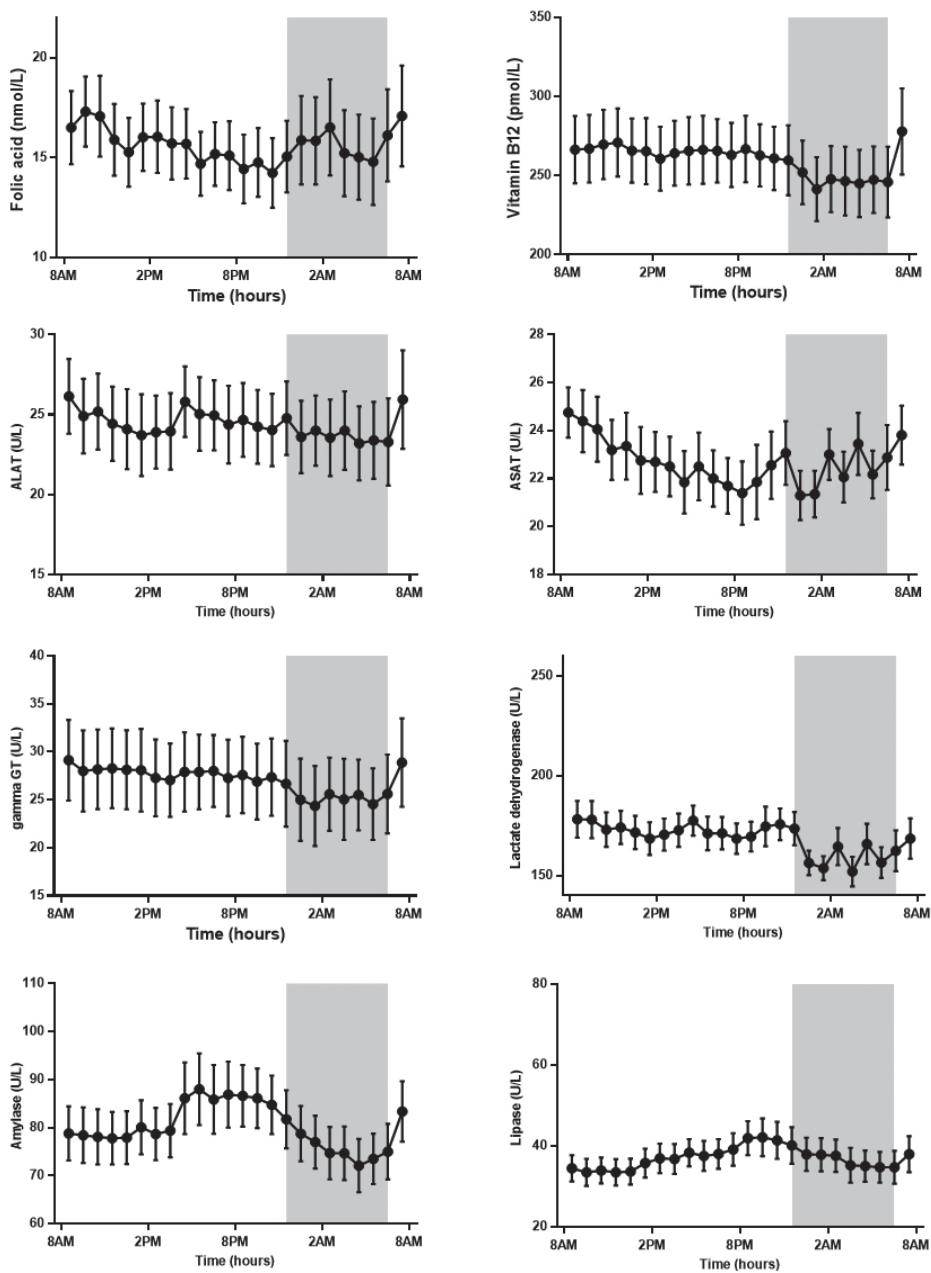 Folic acid (nmol/L)
20
15
10
8AM 2PM 8PM 2AM 8AM
Time (hours)
Vitamin B12 (pmol/L)
350
300
250
200
8AM 2PM 8PM 2AM 8AM
Time (hours)
ALAT (U/L)
30
25
20
15
8AM 2PM 8PM 2AM 8AM
Time (hours)
ASAT (U/L)
28
26
24
22
20
18
8AM 2PM 8PM 2AM 8AM
Time (hours)
gamma GT (U/L)
40
35
30
25
20
15
8AM 2PM 8PM 2AM 8AM
Time (hours)
Lactate dehydrogenase (U/L)
250
200
150
8AM 2PM 8PM 2AM 8AM
Time (hours)
Amylase (U/L)
110
100
90
80
70
60
8AM 2PM 8PM 2AM 8AM
Time (hours)
Lipase (U/L)
80
60
40
20
8AM 2PM 8PM 2AM 8AM
Time (hours)